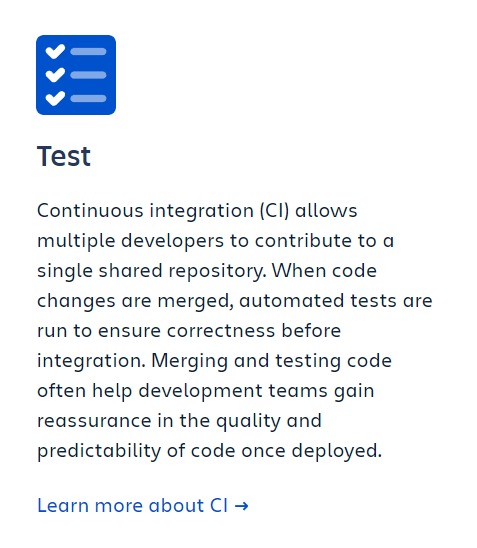 Test
Continuous integration (CI) allows
multiple developers to contribute to a
single shared repository. When code
changes are merged, automated tests are
run to ensure correctness before
integration. Merging and testing code
often help development teams gain
reassurance in the quality and
predictability of code once deployed.
Learn more about CI →